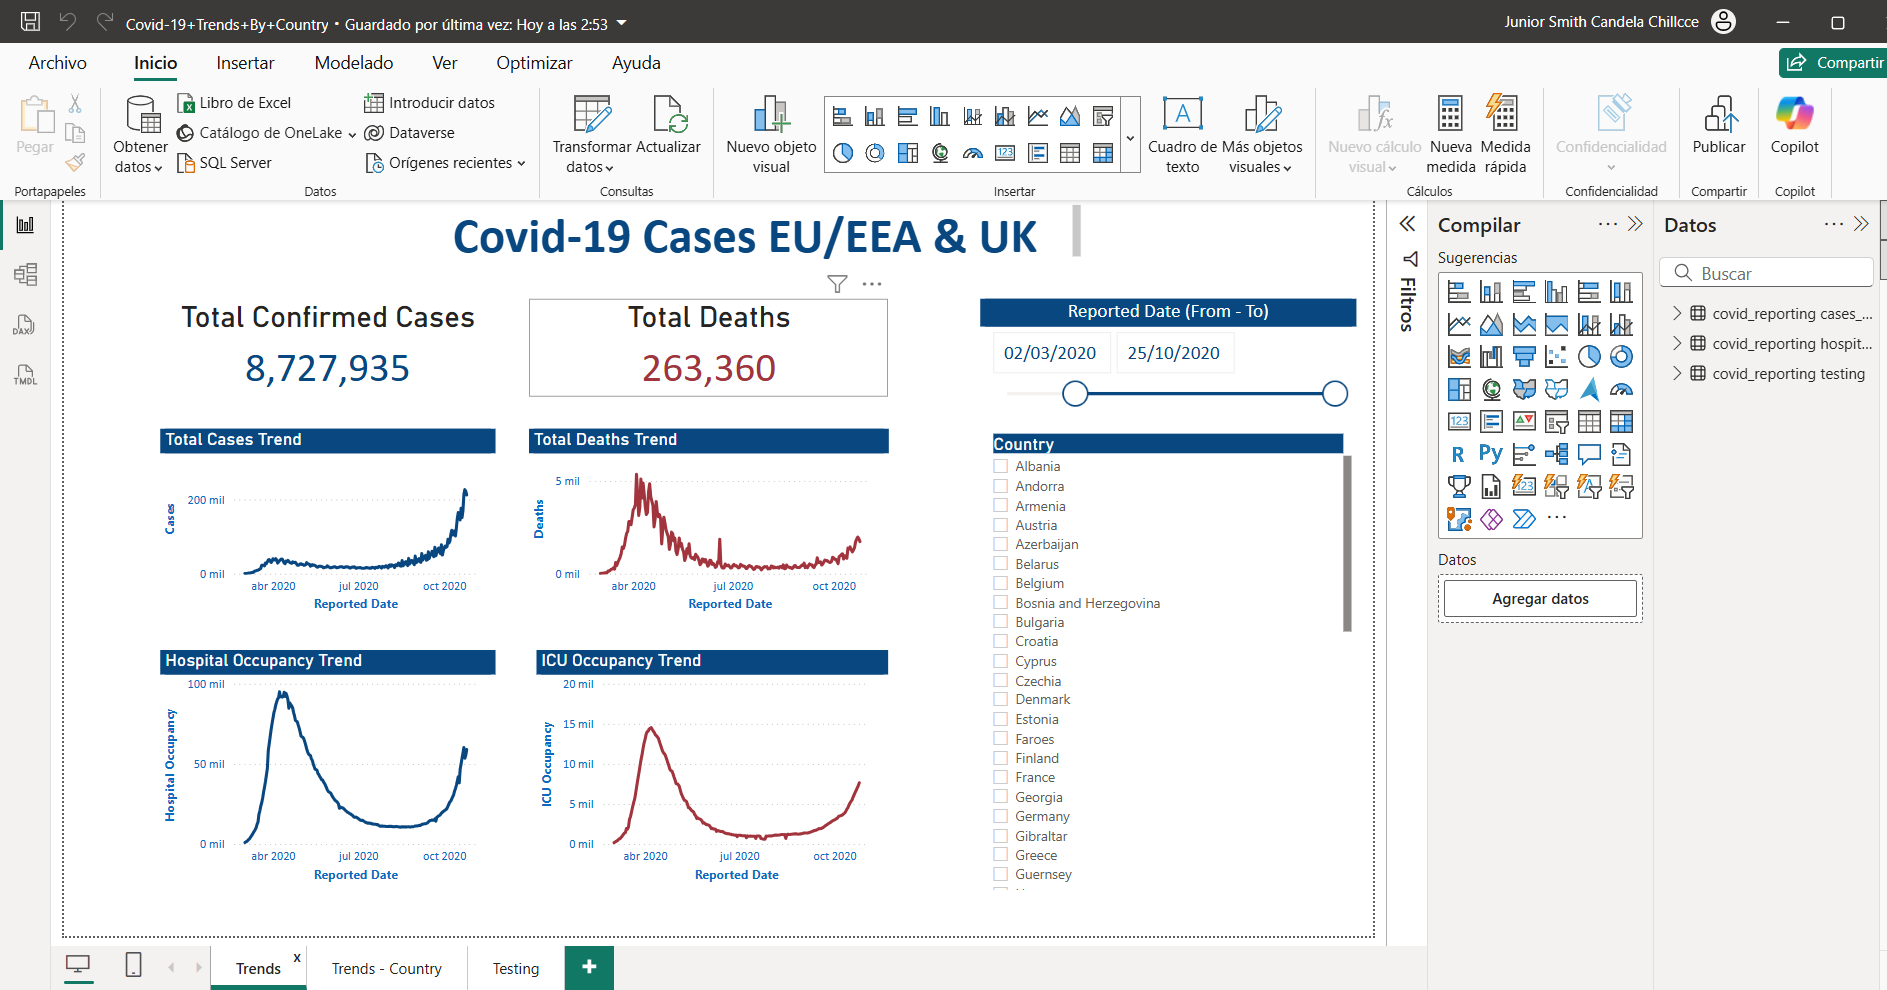 Covid-19+Trends+By+Country • Guardado por última vez: Hoy a las 2:53
Junior Smith Candela Chillcce
Archivo
Inicio
Insertar
Modelado
Ver
Optimizar
Ayuda
Compartir
Pegar
Portapapeles
Obtener datos
Libro de Excel
Catálogo de OneLake
SQL Server
Introducir datos
Dataverse
Orígenes recientes
Datos
Transformar datos
Actualizar
Consultas
Nuevo objeto visual
Insertar
Cuadro de texto
Más objetos visuales
Nuevo cálculo visual
Nueva medida
Medida rápida
Cálculos
Confidencialidad
Confidencialidad
Publicar
Compartir
Copilot
Copilot
DAX
TMDL
Covid-19 Cases EU/EEA & UK
Total Confirmed Cases
8,727,935
Total Deaths
263,360
Reported Date (From - To)
02/03/2020
25/10/2020
Total Cases Trend
Cases
200 mil
0 mil
abr 2020
jul 2020
oct 2020
Reported Date
Total Deaths Trend
Deaths
5 mil
0 mil
abr 2020
jul 2020
oct 2020
Reported Date
Hospital Occupancy Trend
Hospital Occupancy
100 mil
50 mil
0 mil
abr 2020
jul 2020
oct 2020
Reported Date
ICU Occupancy Trend
ICU Occupancy
20 mil
15 mil
10 mil
5 mil
0 mil
abr 2020
jul 2020
oct 2020
Reported Date
Country
Albania
Andorra
Armenia
Austria
Azerbaijan
Belarus
Belgium
Bosnia and Herzegovina
Bulgaria
Croatia
Cyprus
Czechia
Denmark
Estonia
Faroes
Finland
France
Georgia
Germany
Gibraltar
Greece
Guernsey
Filtros
Compilar
Sugerencias
123
R
Py
123
Datos
Agregar datos
Datos
Buscar
covid_reporting cases_...
covid_reporting hospit...
covid_reporting testing
Trends
x
Trends - Country
Testing
+